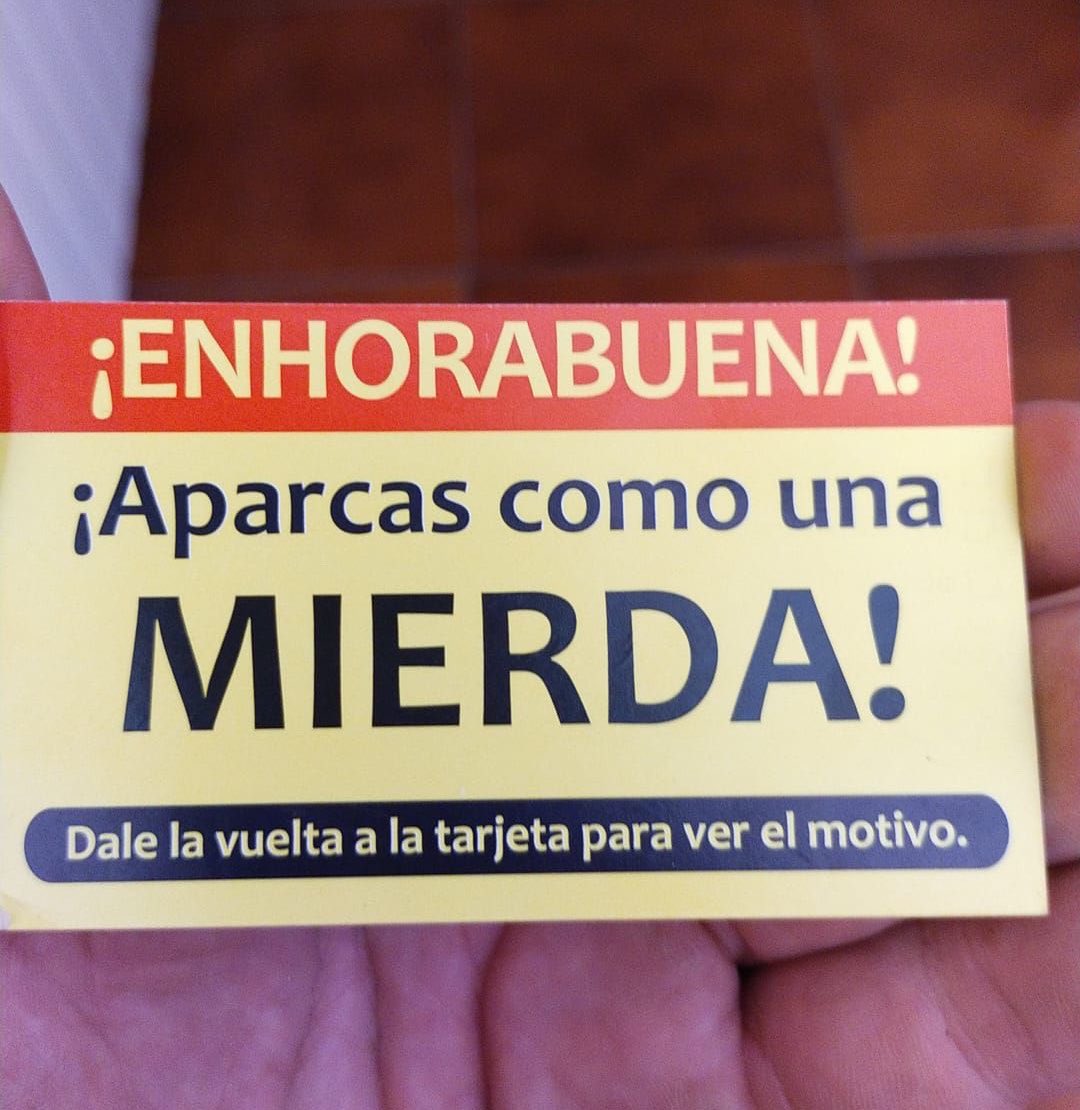 ¡ENHORABUENA!
¡Aparcas como una
MIERDA!
Dale la vuelta a la tarjeta para ver el motivo.